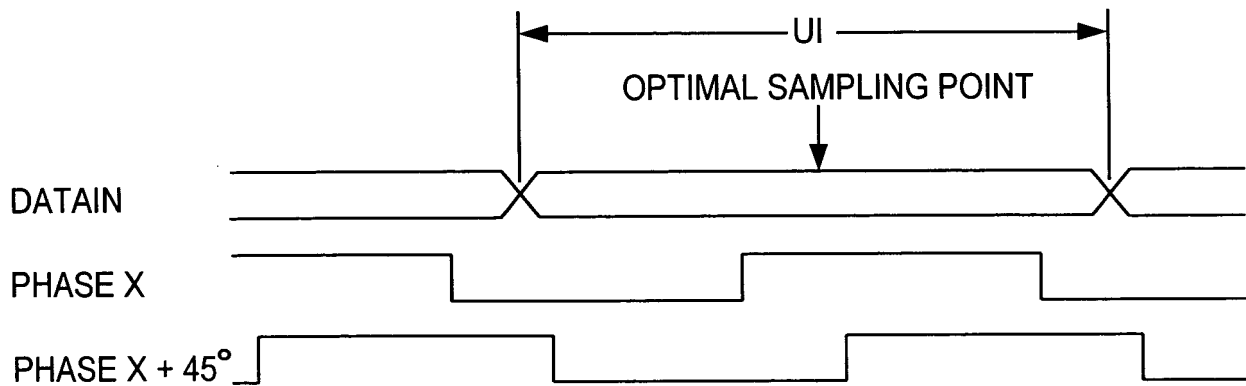 UI
OPTIMAL SAMPLING POINT
DATAIN
PHASE X
PHASE X + 45°